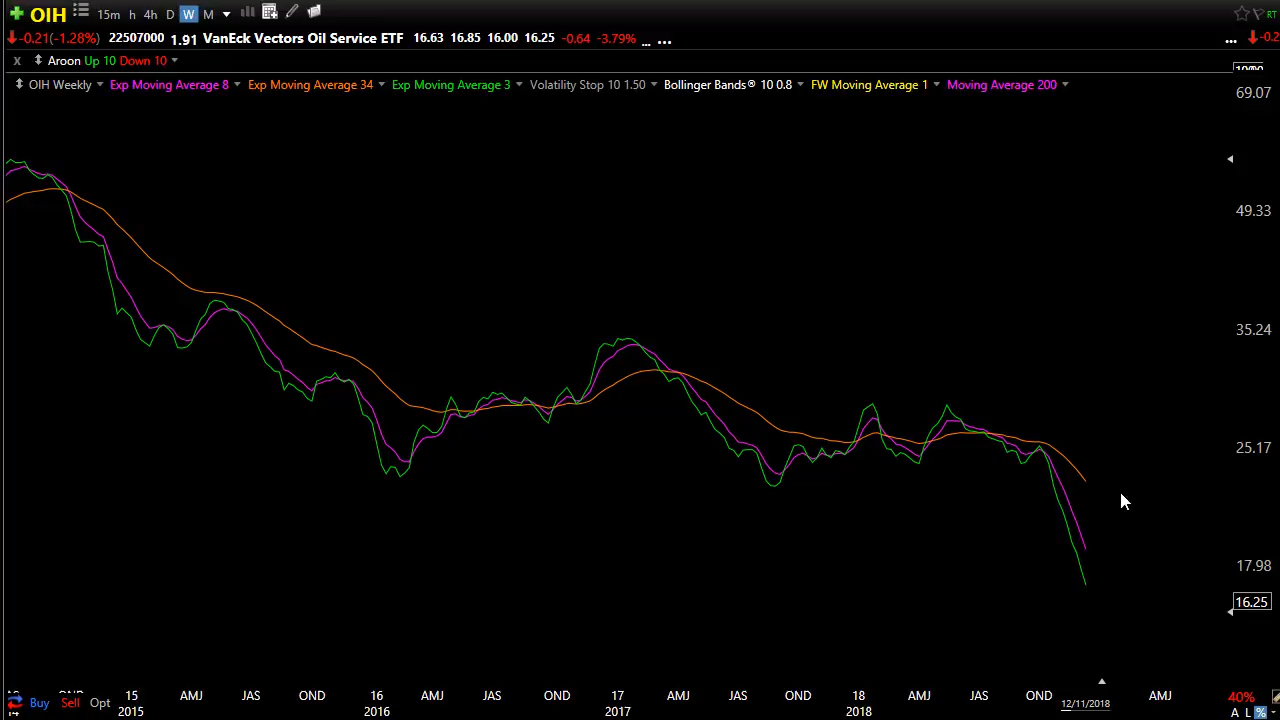 OIH 15m h 4h D W M RT
-0.21(-1.28%) 22507000 1.91 VanEck Vectors Oil Service ETF 16.63 16.85 16.00 16.25 -0.64 -3.79% ... ... ... -0.2
X Aroon Up 10 Down 10
OIH Weekly Exp Moving Average 8 Exp Moving Average 34 Exp Moving Average 3 Volatility Stop 10 1.50 Bollinger Bands® 10 0.8 FW Moving Average 1 Moving Average 200
69.07
49.33
35.24
25.17
17.98
16.25
15 AMJ JAS OND 16 AMJ JAS OND 17 AMJ JAS OND 18 AMJ JAS OND AMJ 40%
Buy Sell Opt 12/11/2018
14 2015 2016 2017 2018 A L %